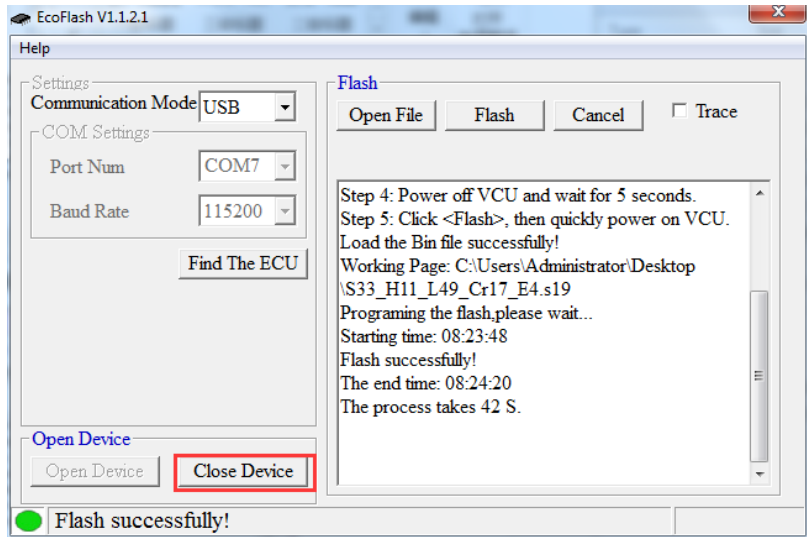 EcoFlash V1.1.2.1
Help
Settings
Communication Mode USB
COM Settings
Port Num COM7
Baud Rate 115200
Find The ECU
Open Device
Open Device Close Device
Flash
Open File Flash Cancel Trace
Step 4: Power off VCU and wait for 5 seconds.
Step 5: Click <Flash>, then quickly power on VCU.
Load the Bin file successfully!
Working Page: C:\Users\Administrator\Desktop
\S33_H11_L49_Cr17_E4.s19
Programing the flash,please wait...
Starting time: 08:23:48
Flash successfully!
The end time: 08:24:20
The process takes 42 S.
Flash successfully!